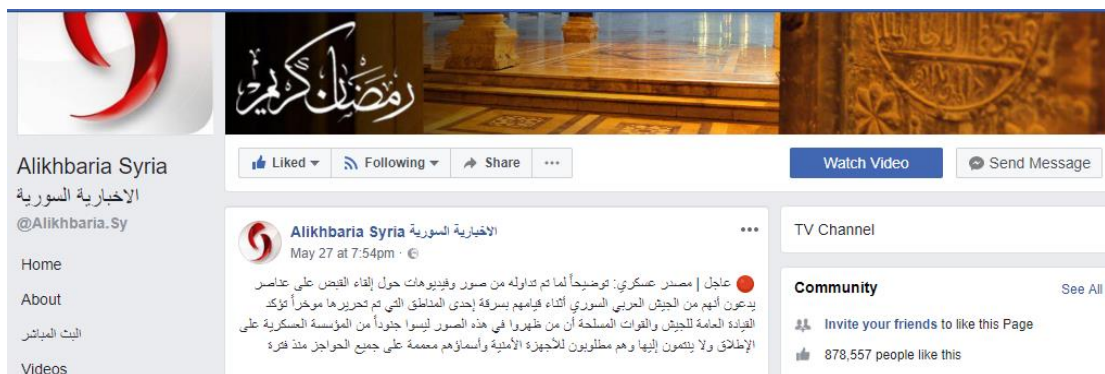 رمضان كريم
Liked
Following
Share
Watch Video
Send Message
Alikhbaria Syria
الاخبارية السورية
@Alikhbaria.Sy
Home
About
البث المباشر
Videos
Alikhbaria Syria الاخبارية السورية
May 27 at 7:54pm ·
عاجل | مصدر عسكري: توضيحاً لما تم تداوله من صور وفيديوهات حول إلقاء القبض على عناصر
يدعون أنهم من الجيش العربي السوري أثناء قيامهم بسرقة إحدى المناطق التي تم تحريرها مؤخراً تؤكد
القيادة العامة للجيش والقوات المسلحة أن من ظهروا في هذه الصور ليسوا جنوداً من المؤسسة العسكرية على
الإطلاق ولا ينتمون إليها وهم مطلوبون للأجهزة الأمنية وأسماؤهم معممة على جميع الحواجز منذ فترة
TV Channel
Community
See All
Invite your friends to like this Page
878,557 people like this